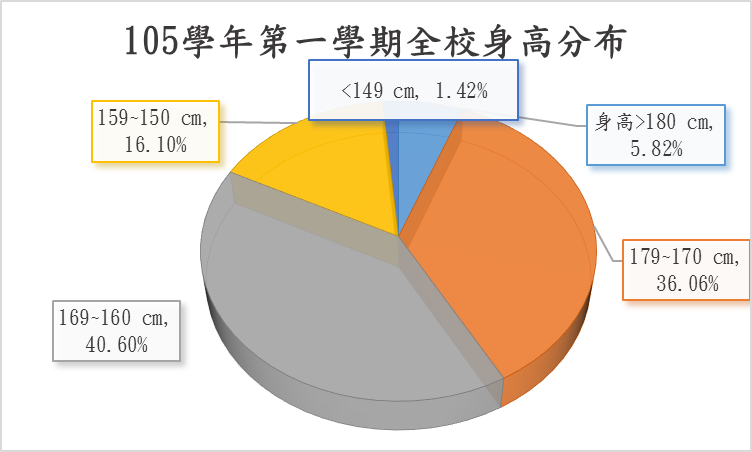 105學年第一學期全校身高分布
<149 cm, 1.42%
身高>180 cm,
5.82%
159~150 cm,
16.10%
179~170 cm,
36.06%
169~160 cm,
40.60%